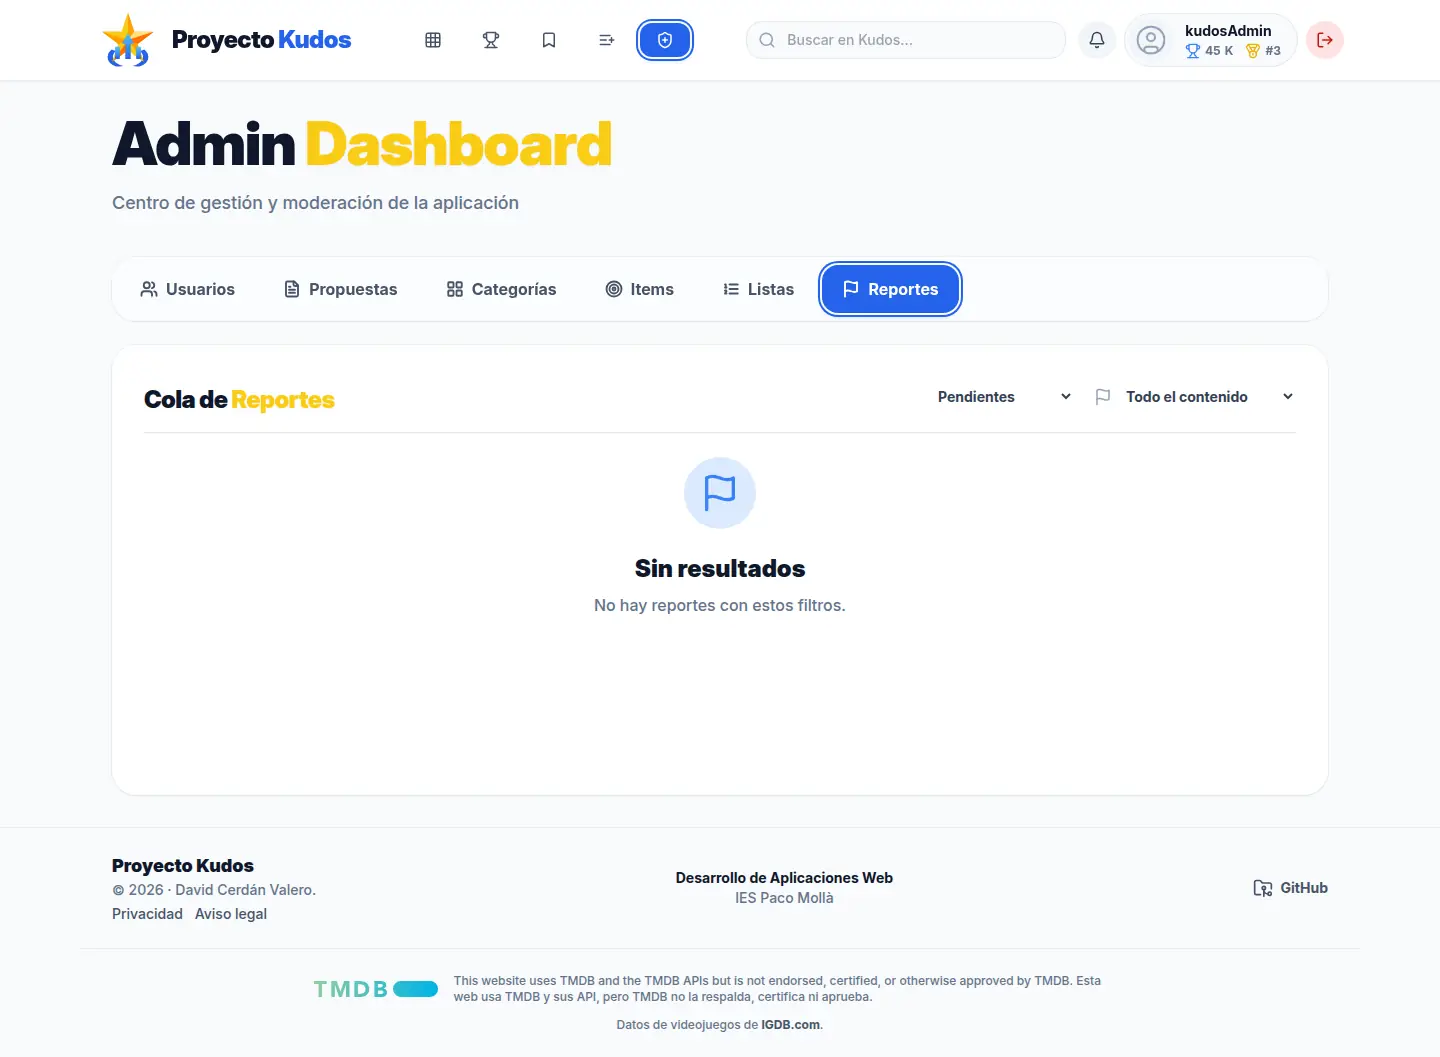 Proyecto Kudos
Buscar en Kudos...
kudosAdmin
45 K #3
Admin Dashboard
Centro de gestión y moderación de la aplicación
Usuarios Propuestas Categorías Items Listas Reportes
Cola de Reportes
Pendientes Todo el contenido
Sin resultados
No hay reportes con estos filtros.
Proyecto Kudos
© 2026 · David Cerdán Valero.
Privacidad Aviso legal
Desarrollo de Aplicaciones Web
IES Paco Mollà
GitHub
TMDB
This website uses TMDB and the TMDB APIs but is not endorsed, certified, or otherwise approved by TMDB. Esta
web usa TMDB y sus API, pero TMDB no la respalda, certifica ni aprueba.
Datos de videojuegos de IGDB.com.